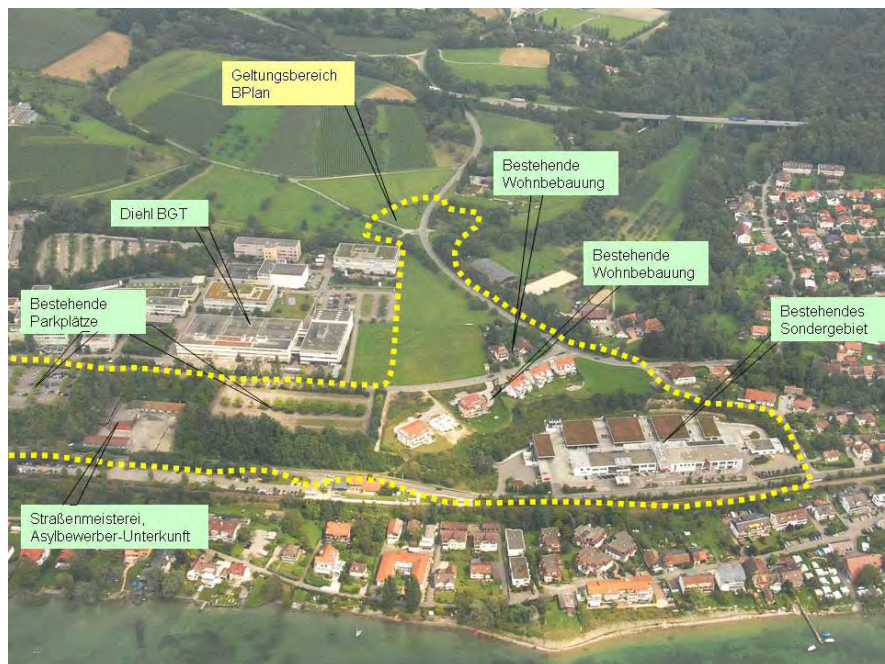 Geltungsbereich
BPlan
Bestehende
Wohnbebauung
Diehl BGT
Bestehende
Wohnbebauung
Bestehende
Parkplätze
Bestehendes
Sondergebiet
Straßenmeisterei,
Asylbewerber-Unterkunft